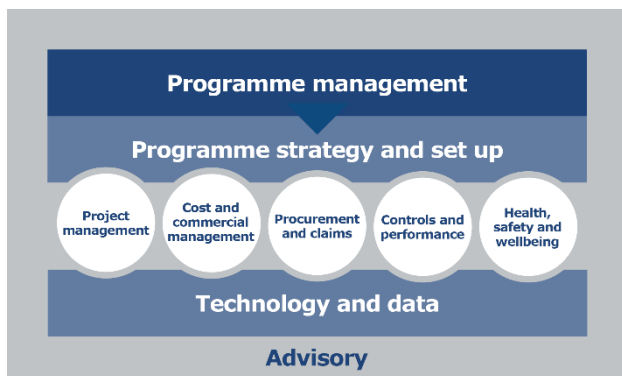 Programme management
Programme strategy and set up
Project
management
Cost and
commercial
management
Procurement
and claims
Controls and
performance
Health,
safety and
wellbeing
Technology and data
Advisory